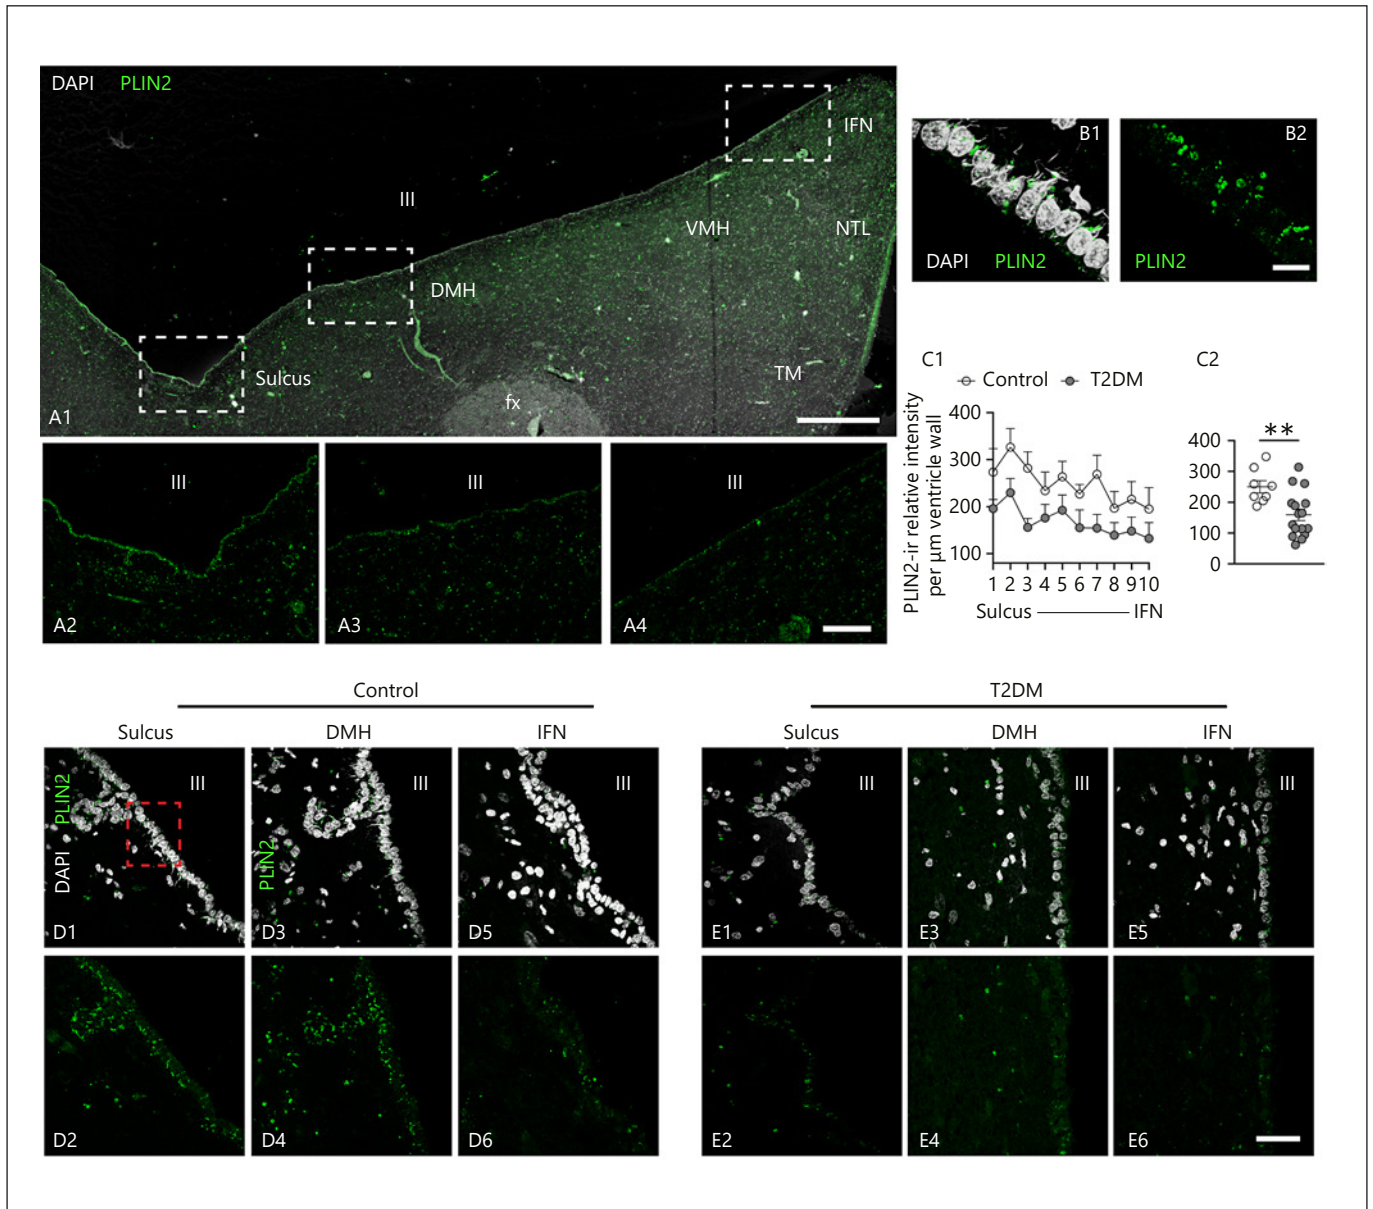 DAPI PLIN2
IFN
III
VMH
NTL
DMH
Sulcus
TM
fx
A1
III
A2
III
A3
III
A4
B1
DAPI PLIN2
B2
PLIN2
C1
Control T2DM
PLIN2-ir relative intensity
per µm ventricle wall
400
300
200
100
1 2 3 4 5 6 7 8 9 10
Sulcus IFN
C2
**
400
300
200
100
0
Control
Sulcus DMH IFN
DAPI PLIN2
III
D1
PLIN2
III
D3
III
D5
D2
D4
D6
T2DM
Sulcus DMH IFN
III
E1
III
E3
III
E5
E2
E4
E6